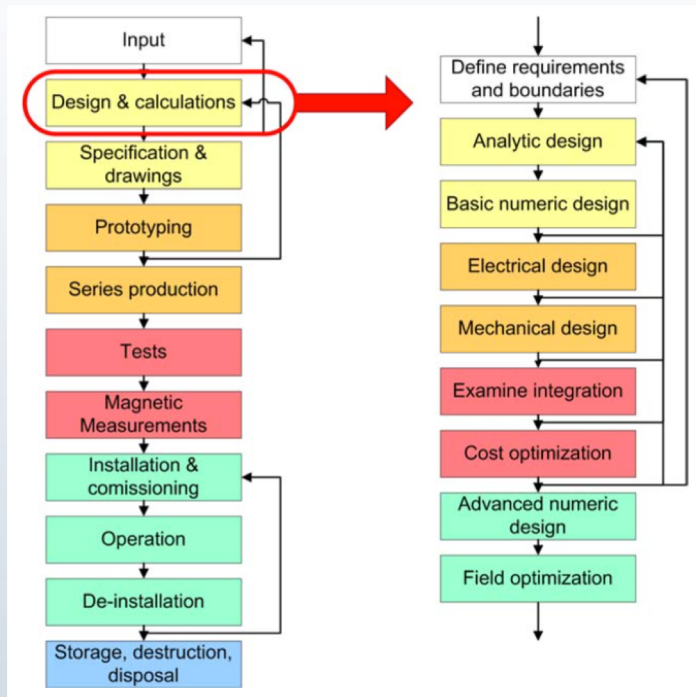 Input
Design & calculations
Specification &
drawings
Prototyping
Series production
Tests
Magnetic
Measurements
Installation &
comissioning
Operation
De-installation
Storage, destruction,
disposal
Define requirements
and boundaries
Analytic design
Basic numeric design
Electrical design
Mechanical design
Examine integration
Cost optimization
Advanced numeric
design
Field optimization